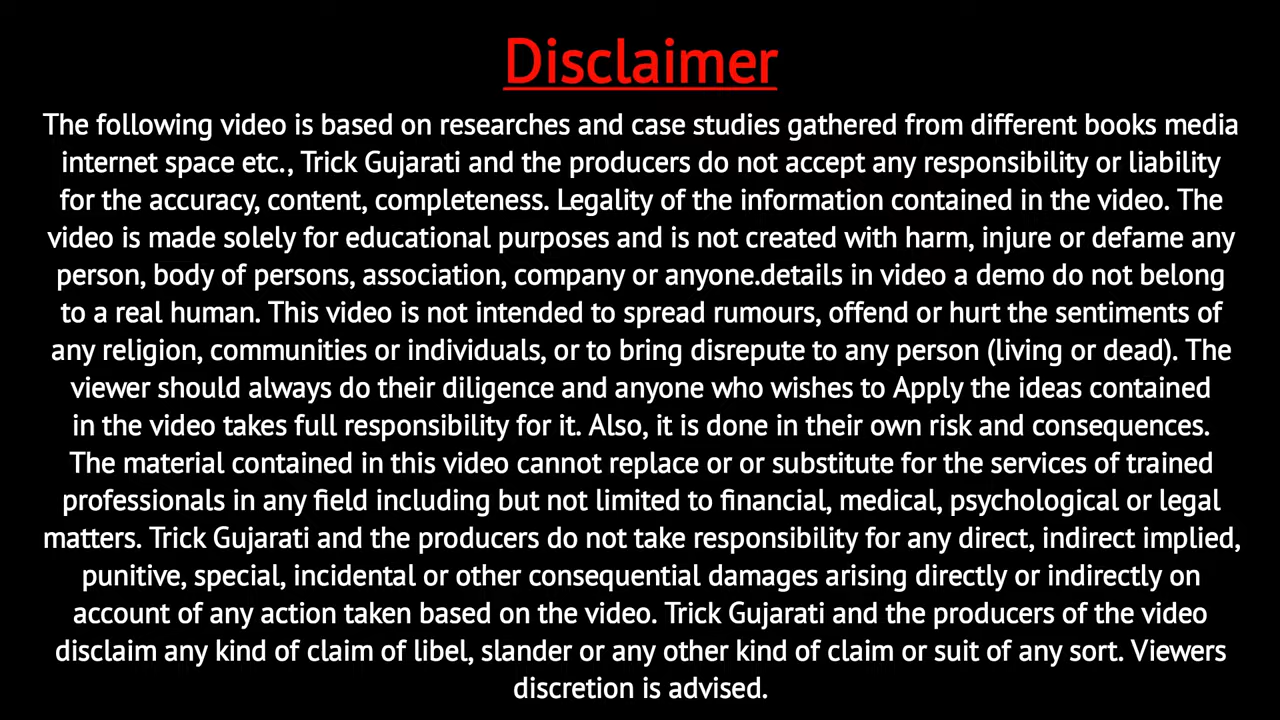 Disclaimer
The following video is based on researches and case studies gathered from different books media
internet space etc., Trick Gujarati and the producers do not accept any responsibility or liability
for the accuracy, content, completeness. Legality of the information contained in the video. The
video is made solely for educational purposes and is not created with harm, injure or defame any
person, body of persons, association, company or anyone.details in video a demo do not belong
to a real human. This video is not intended to spread rumours, offend or hurt the sentiments of
any religion, communities or individuals, or to bring disrepute to any person (living or dead). The
viewer should always do their diligence and anyone who wishes to Apply the ideas contained
in the video takes full responsibility for it. Also, it is done in their own risk and consequences.
The material contained in this video cannot replace or or substitute for the services of trained
professionals in any field including but not limited to financial, medical, psychological or legal
matters. Trick Gujarati and the producers do not take responsibility for any direct, indirect implied,
punitive, special, incidental or other consequential damages arising directly or indirectly on
account of any action taken based on the video. Trick Gujarati and the producers of the video
disclaim any kind of claim of libel, slander or any other kind of claim or suit of any sort. Viewers
discretion is advised.